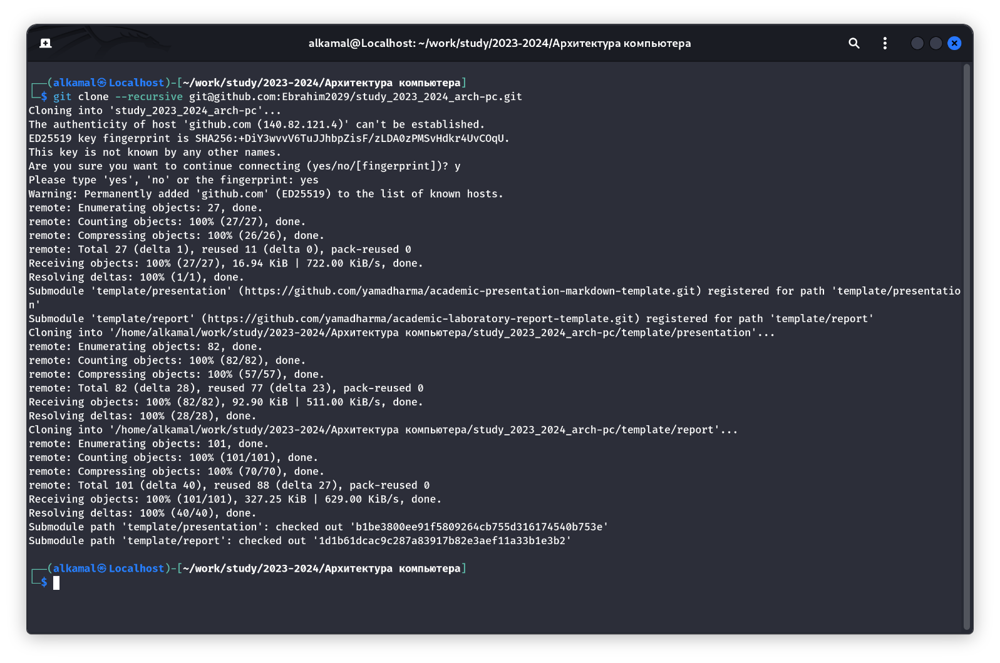 alkamal@Localhost: ~/work/study/2023-2024/Архитектура компьютера
┌──(alkamal㉿Localhost)-[~/work/study/2023-2024/Архитектура компьютера]
└─$ git clone --recursive git@github.com:Ebrahim2029/study_2023_2024_arch-pc.git
Cloning into 'study_2023_2024_arch-pc'...
The authenticity of host 'github.com (140.82.121.4)' can't be established.
ED25519 key fingerprint is SHA256:+DiY3wvvV6TuJJhbpZisF/zLDA0zPMSvHdkr4UvCOqU.
This key is not known by any other names.
Are you sure you want to continue connecting (yes/no/[fingerprint])? y
Please type 'yes', 'no' or the fingerprint: yes
Warning: Permanently added 'github.com' (ED25519) to the list of known hosts.
remote: Enumerating objects: 27, done.
remote: Counting objects: 100% (27/27), done.
remote: Compressing objects: 100% (26/26), done.
remote: Total 27 (delta 1), reused 11 (delta 0), pack-reused 0
Receiving objects: 100% (27/27), 16.94 KiB | 722.00 KiB/s, done.
Resolving deltas: 100% (1/1), done.
Submodule 'template/presentation' (https://github.com/yamadharma/academic-presentation-markdown-template.git) registered for path 'template/presentatio
n'
Submodule 'template/report' (https://github.com/yamadharma/academic-laboratory-report-template.git) registered for path 'template/report'
Cloning into '/home/alkamal/work/study/2023-2024/Архитектура компьютера/study_2023_2024_arch-pc/template/presentation'...
remote: Enumerating objects: 82, done.
remote: Counting objects: 100% (82/82), done.
remote: Compressing objects: 100% (57/57), done.
remote: Total 82 (delta 28), reused 77 (delta 23), pack-reused 0
Receiving objects: 100% (82/82), 92.90 KiB | 511.00 KiB/s, done.
Resolving deltas: 100% (28/28), done.
Cloning into '/home/alkamal/work/study/2023-2024/Архитектура компьютера/study_2023_2024_arch-pc/template/report'...
remote: Enumerating objects: 101, done.
remote: Counting objects: 100% (101/101), done.
remote: Compressing objects: 100% (70/70), done.
remote: Total 101 (delta 40), reused 88 (delta 27), pack-reused 0
Receiving objects: 100% (101/101), 327.25 KiB | 629.00 KiB/s, done.
Resolving deltas: 100% (40/40), done.
Submodule path 'template/presentation': checked out 'b1be3800ee91f5809264cb755d316174540b753e'
Submodule path 'template/report': checked out '1d1b61dcac9c287a83917b82e3aef11a33b1e3b2'
┌──(alkamal㉿Localhost)-[~/work/study/2023-2024/Архитектура компьютера]
└─$